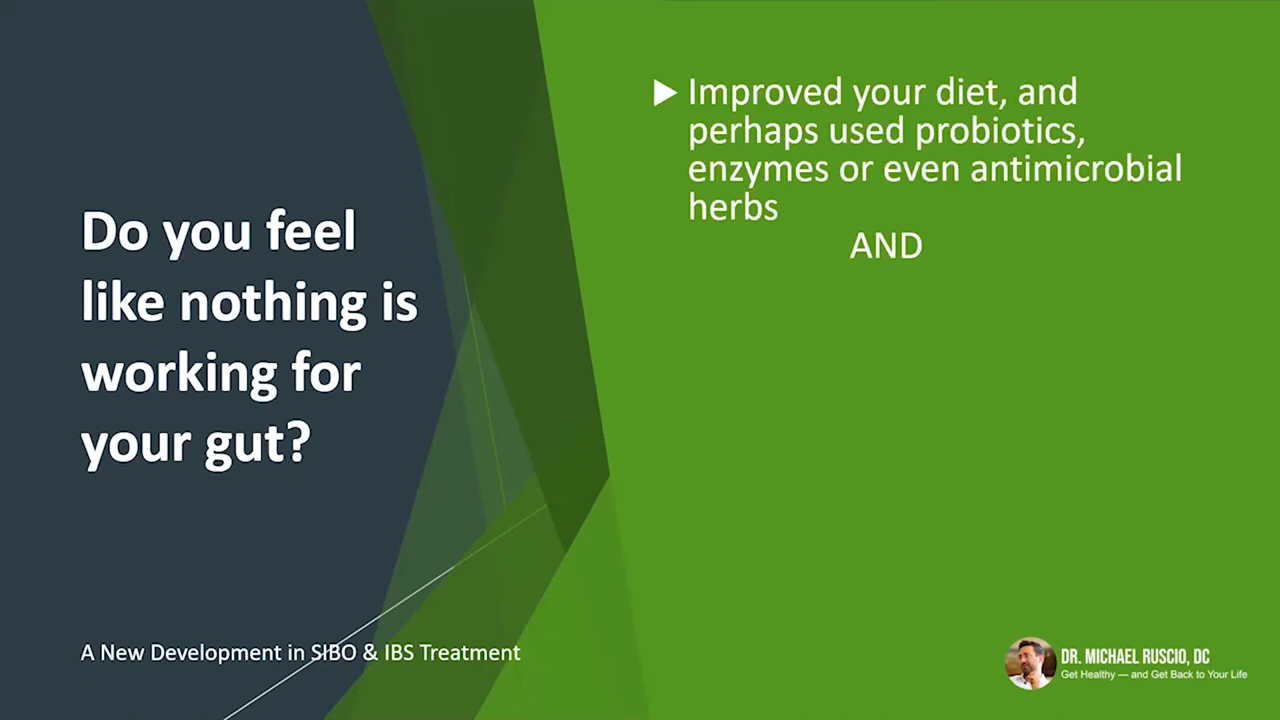 Do you feel
like nothing is
working for
your gut?
A New Development in SIBO & IBS Treatment
Improved your diet, and
perhaps used probiotics,
enzymes or even antimicrobial
herbs
AND
DR. MICHAEL RUSCIO, DC
Get Healthy — and Get Back to Your Life